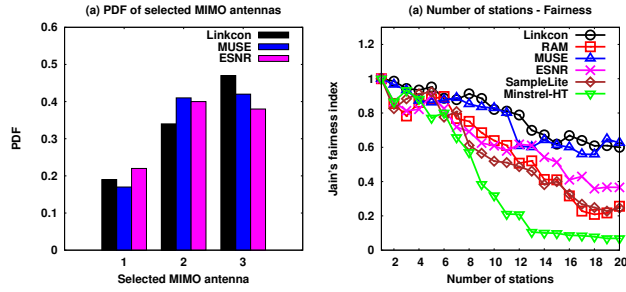 (a) PDF of selected MIMO antennas
Linkcon
MUSE
ESNR
PDF
0.6
0.5
0.4
0.3
0.2
0.1
0
1 2 3
Selected MIMO antenna
(a) Number of stations - Fairness
Linkcon
RAM
MUSE
ESNR
SampleLite
Minstrel-HT
Jain's fairness index
1.2
1
0.8
0.6
0.4
0.2
0
2 4 6 8 10 12 14 16 18 20
Number of stations